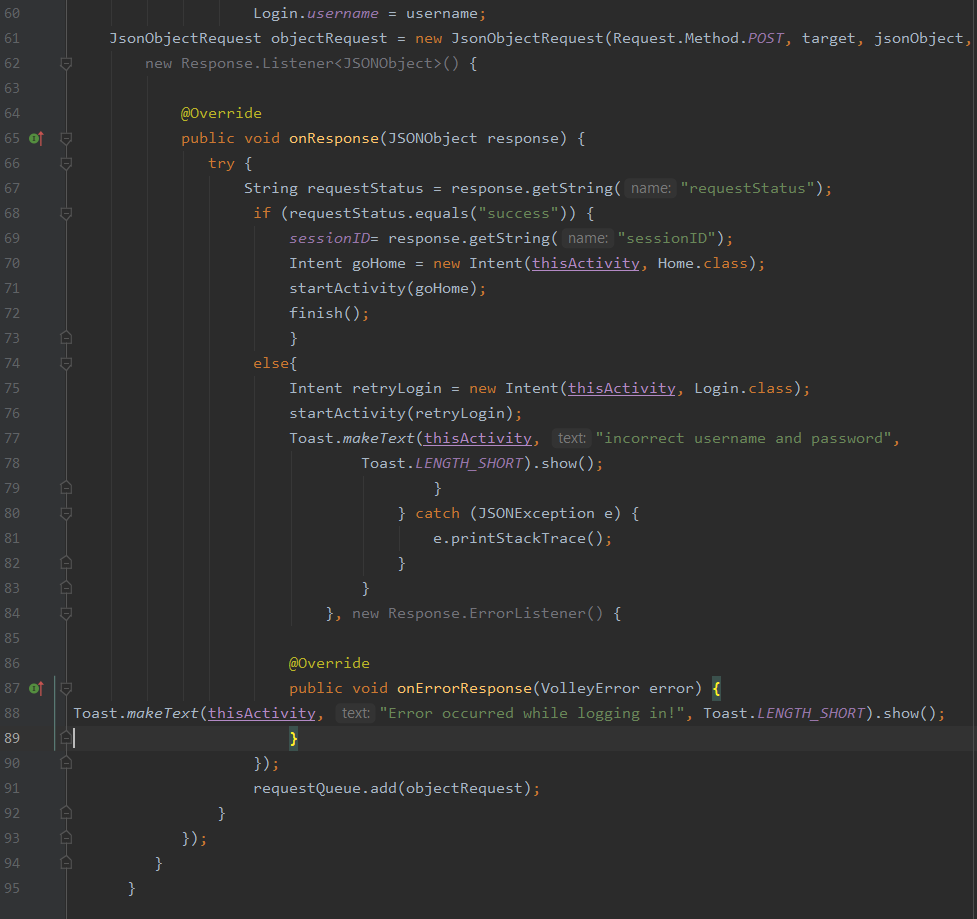 60 Login.username = username;
61 JsonObjectRequest objectRequest = new JsonObjectRequest(Request.Method.POST, target, jsonObject,
62 new Response.Listener<JSONObject>() {
63
64 @Override
65 public void onResponse(JSONObject response) {
66 try {
67 String requestStatus = response.getString( name: "requestStatus");
68 if (requestStatus.equals("success")) {
69 sessionID= response.getString( name: "sessionID");
70 Intent goHome = new Intent(thisActivity, Home.class);
71 startActivity(goHome);
72 finish();
73 }
74 else{
75 Intent retryLogin = new Intent(thisActivity, Login.class);
76 startActivity(retryLogin);
77 Toast.makeText(thisActivity, text: "incorrect username and password",
78 Toast.LENGTH_SHORT).show();
79 }
80 } catch (JSONException e) {
81 e.printStackTrace();
82 }
83 }
84 }, new Response.ErrorListener() {
85
86 @Override
87 public void onErrorResponse(VolleyError error) {
88 Toast.makeText(thisActivity, text: "Error occurred while logging in!", Toast.LENGTH_SHORT).show();
89 }
90 });
91 requestQueue.add(objectRequest);
92 }
93 });
94 }
95 }